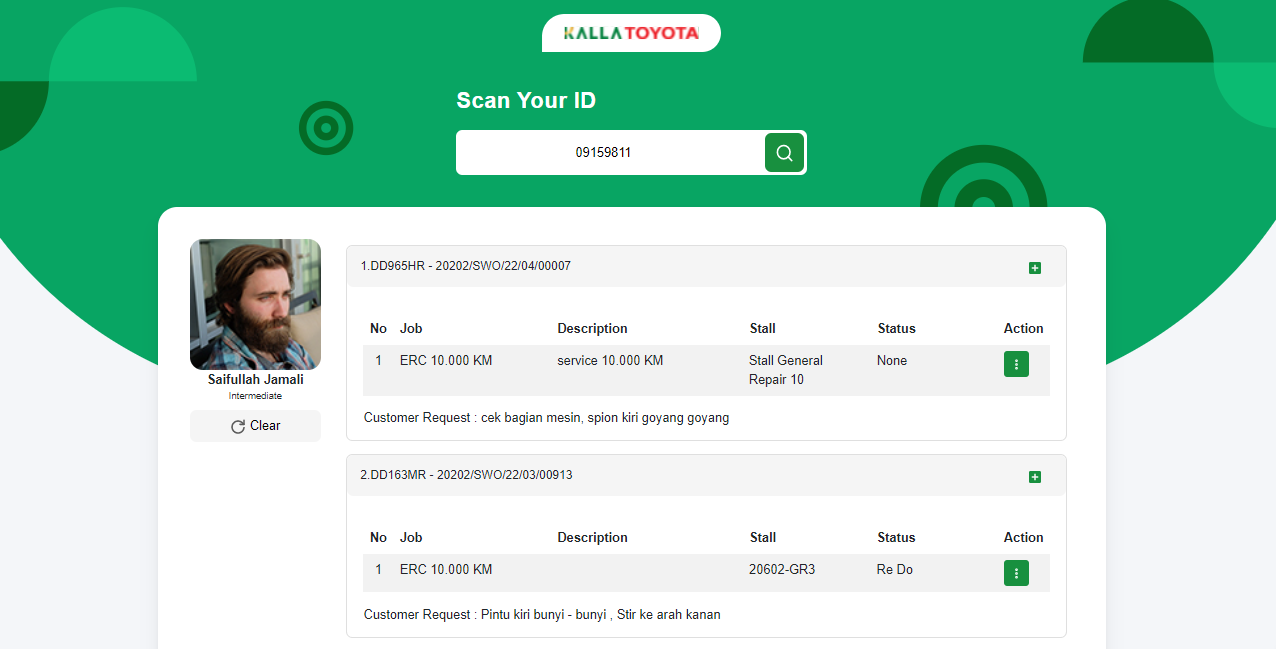 KALLA TOYOTA
Scan Your ID
09159811
Saifullah Jamali
Intermediate
Clear
1.DD965HR - 20202/SWO/22/04/00007
No Job Description Stall Status Action
1 ERC 10.000 KM service 10.000 KM Stall General Repair 10 None
Customer Request : cek bagian mesin, spion kiri goyang goyang
2.DD163MR - 20202/SWO/22/03/00913
No Job Description Stall Status Action
1 ERC 10.000 KM 20602-GR3 Re Do
Customer Request : Pintu kiri bunyi - bunyi , Stir ke arah kanan